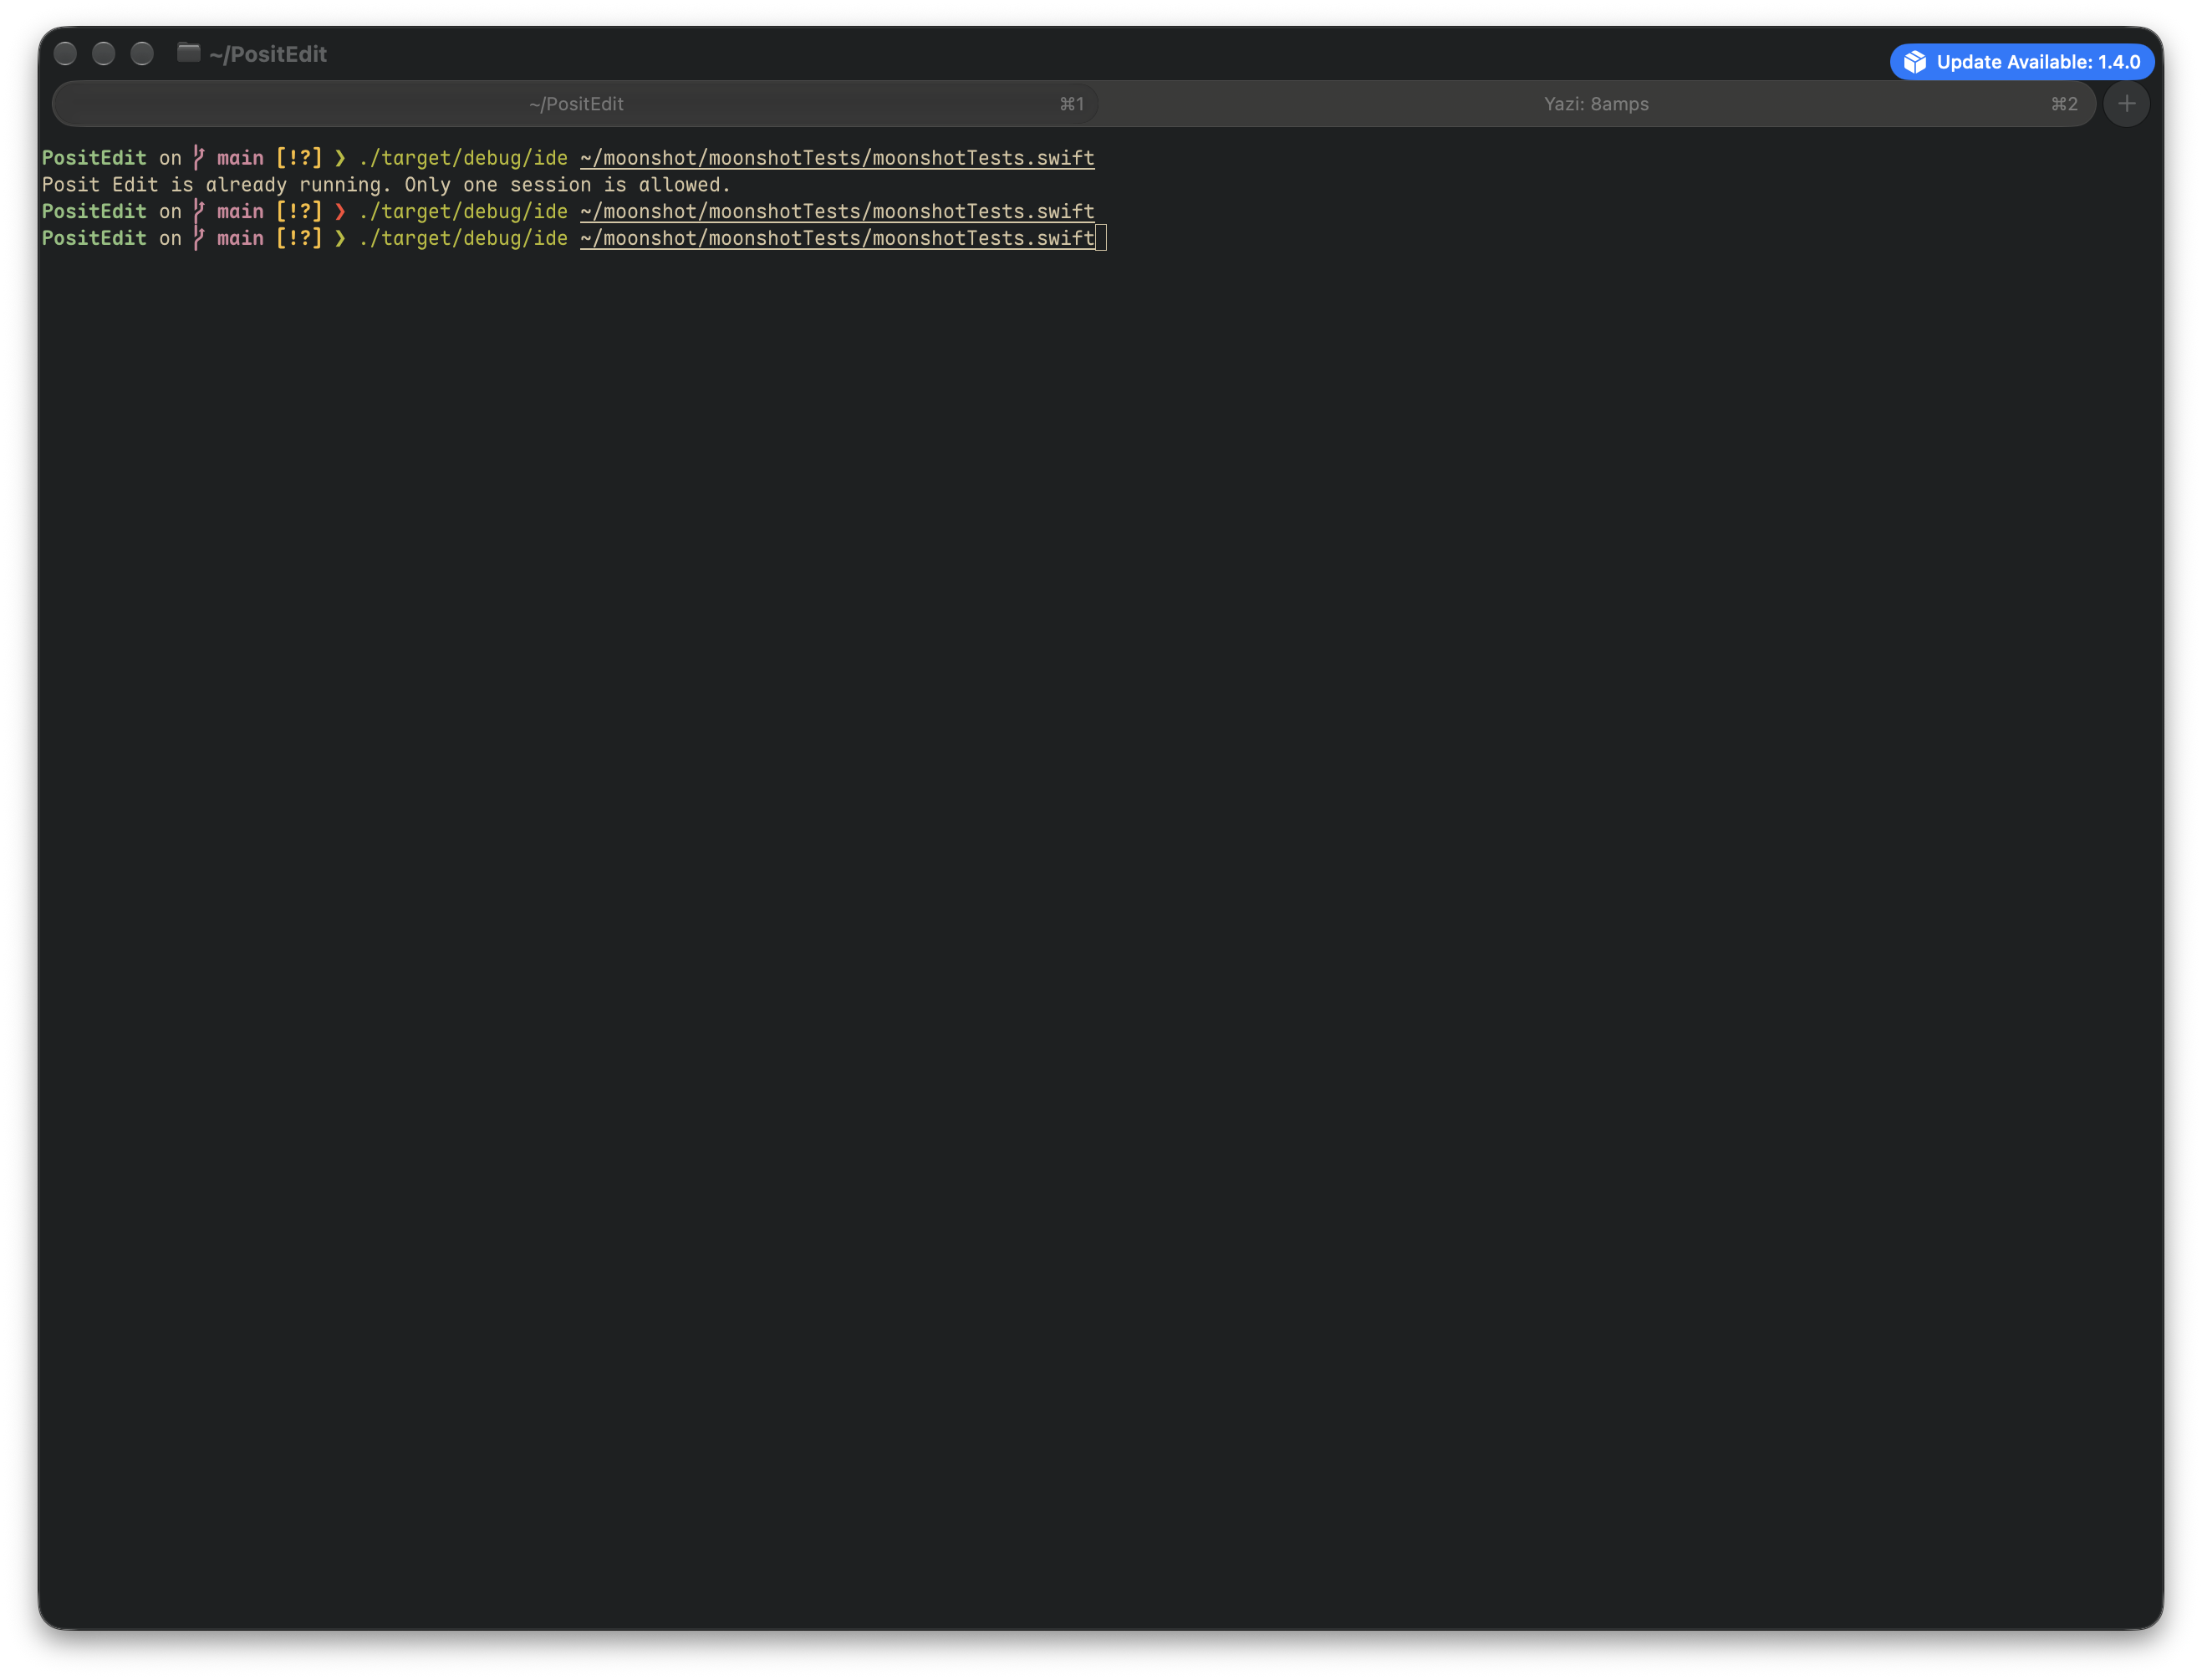 ~/PositEdit
Update Available: 1.4.0
~/PositEdit ⌘1 Yazi: 8amps ⌘2 +
PositEdit on main [!?] ❯ ./target/debug/ide ~/moonshot/moonshotTests/moonshotTests.swift
Posit Edit is already running. Only one session is allowed.
PositEdit on main [!?] ❯ ./target/debug/ide ~/moonshot/moonshotTests/moonshotTests.swift
PositEdit on main [!?] ❯ ./target/debug/ide ~/moonshot/moonshotTests/moonshotTests.swift